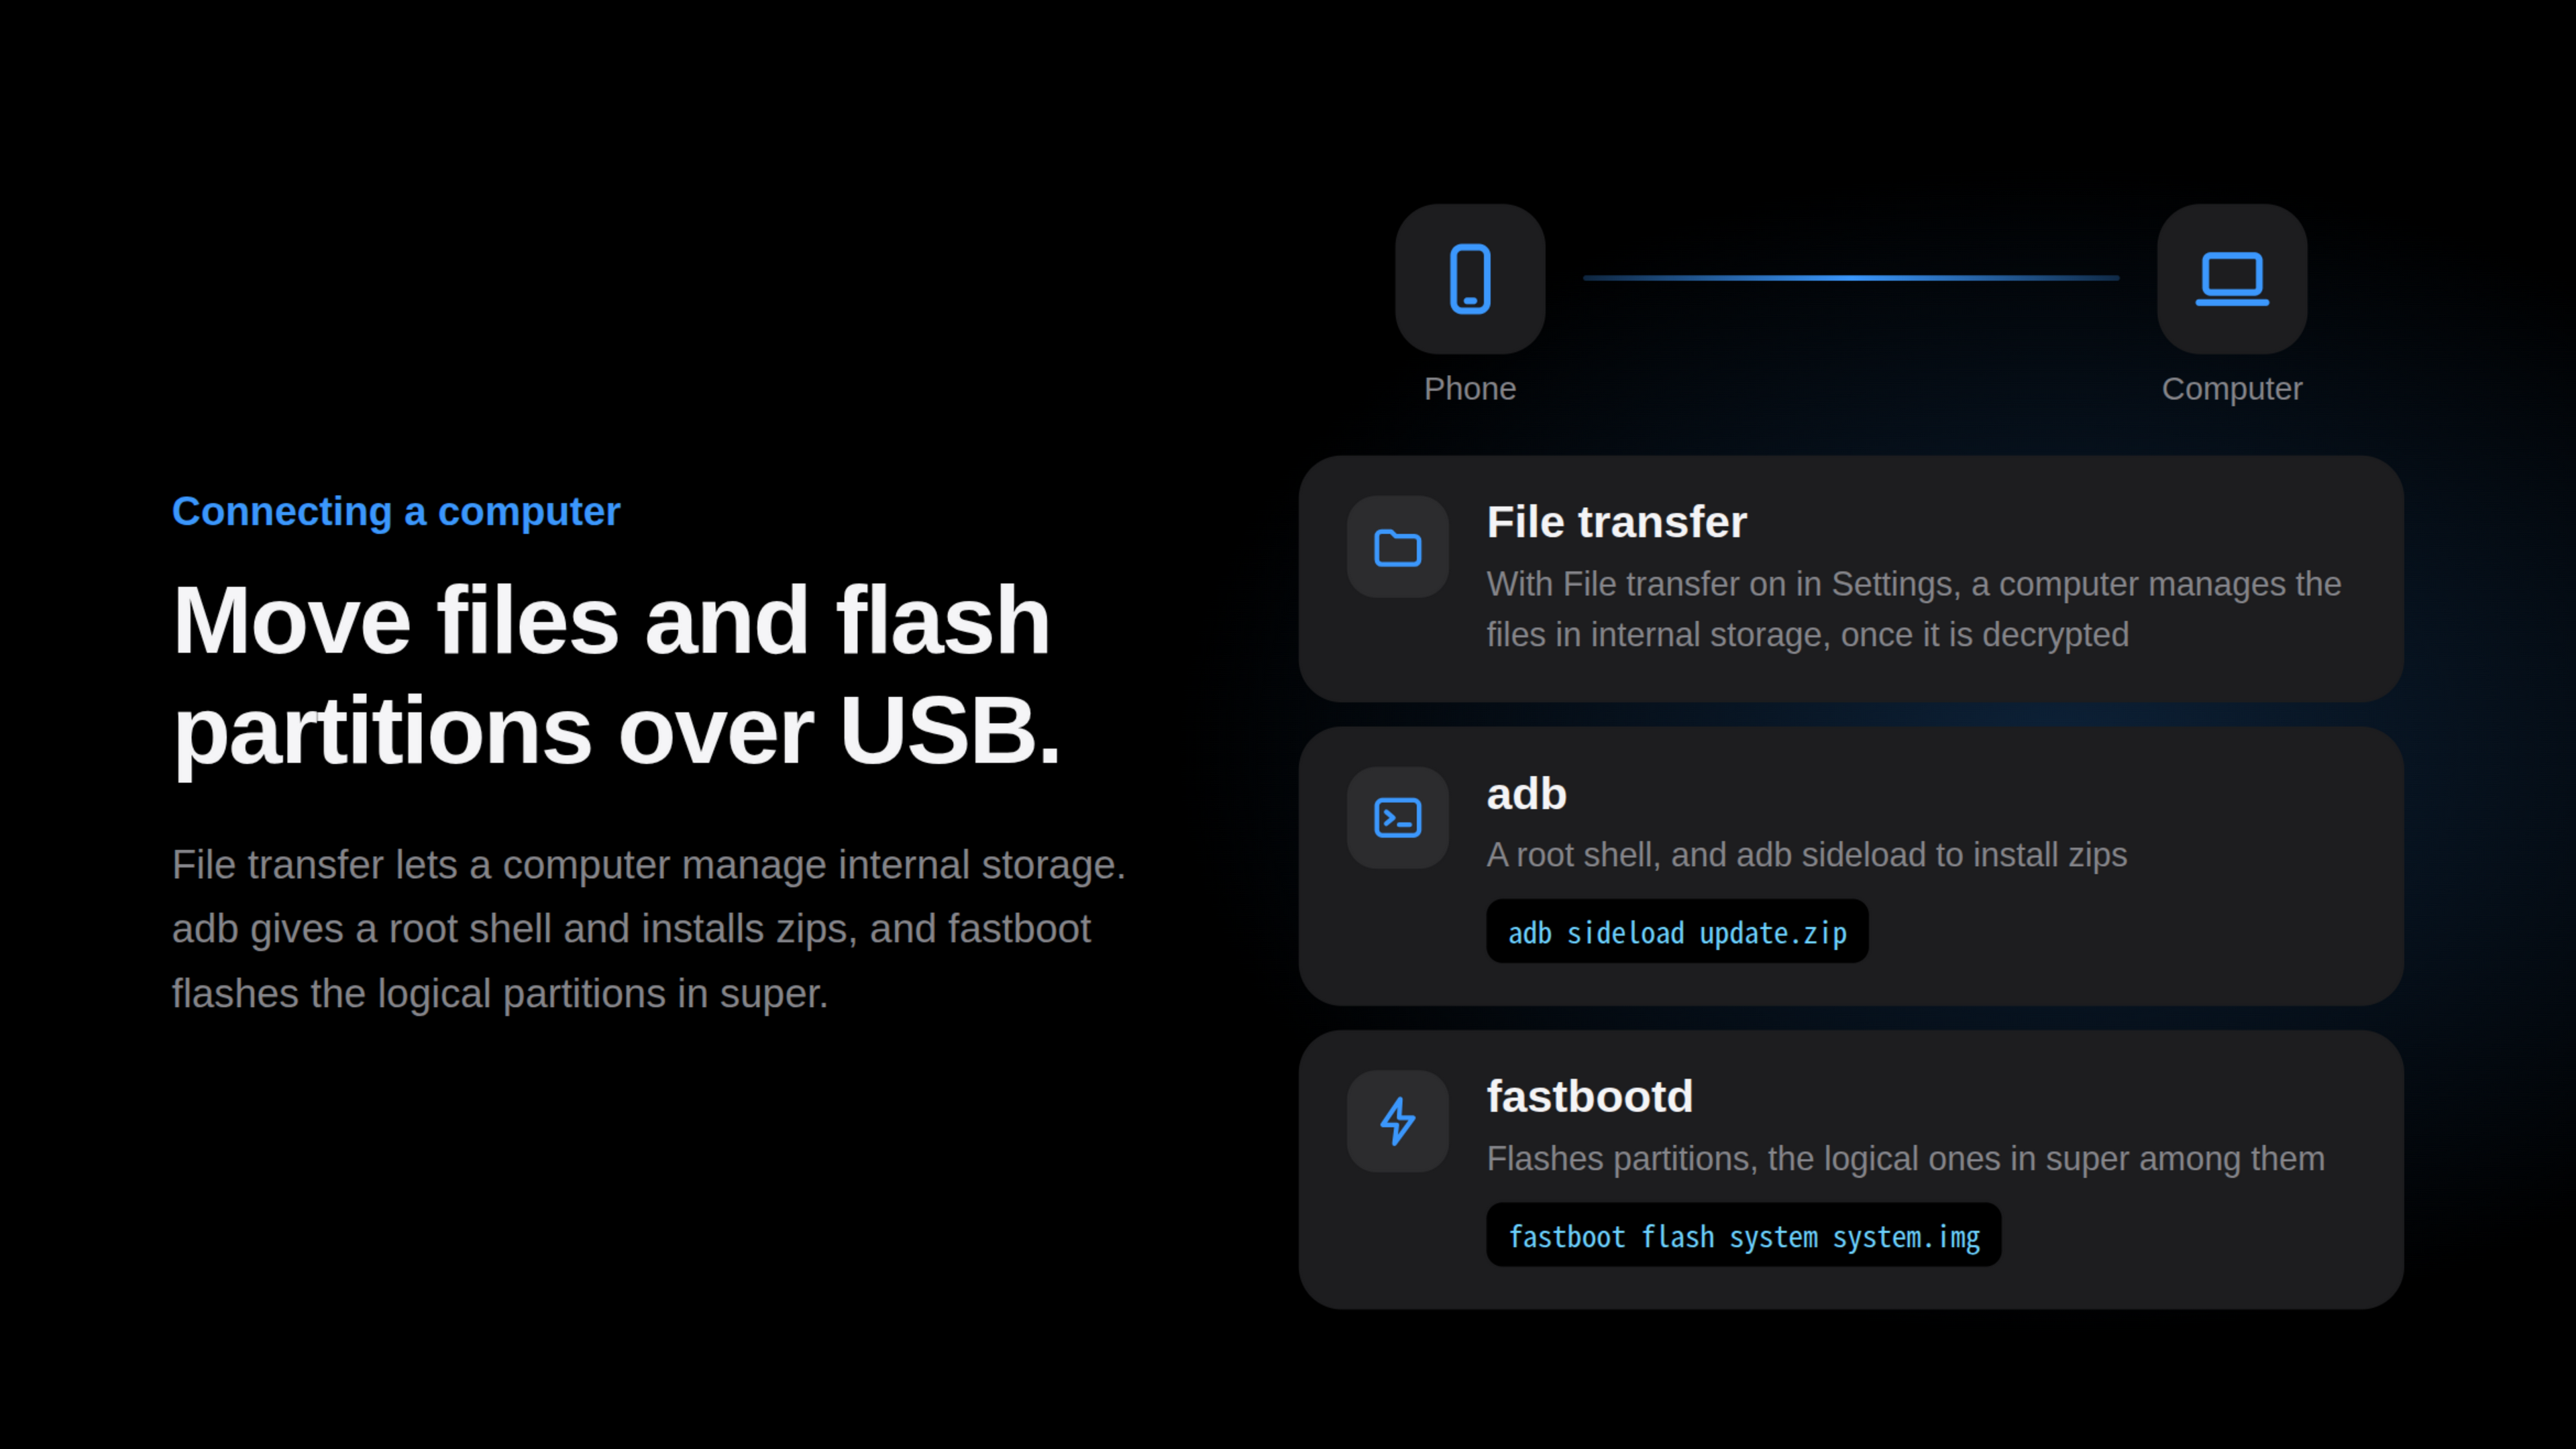 Connecting a computer
Move files and flash
partitions over USB.
File transfer lets a computer manage internal storage.
adb gives a root shell and installs zips, and fastboot
flashes the logical partitions in super.
Phone
Computer
File transfer
With File transfer on in Settings, a computer manages the
files in internal storage, once it is decrypted
adb
A root shell, and adb sideload to install zips
adb sideload update.zip
fastbootd
Flashes partitions, the logical ones in super among them
fastboot flash system system.img